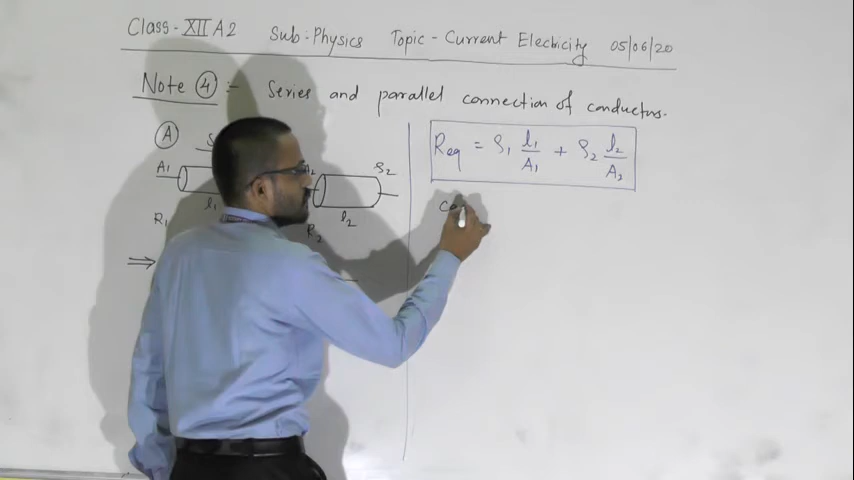 Class-XII A2 Sub:Physics Topic-Current Electricity 05/06/20
Note 4 :- Series and parallel connection of conductors.
A
A1 l1
R1
ρ2
l2
R2
⇒
Req = ρ1 l1/A1 + ρ2 l2/A2